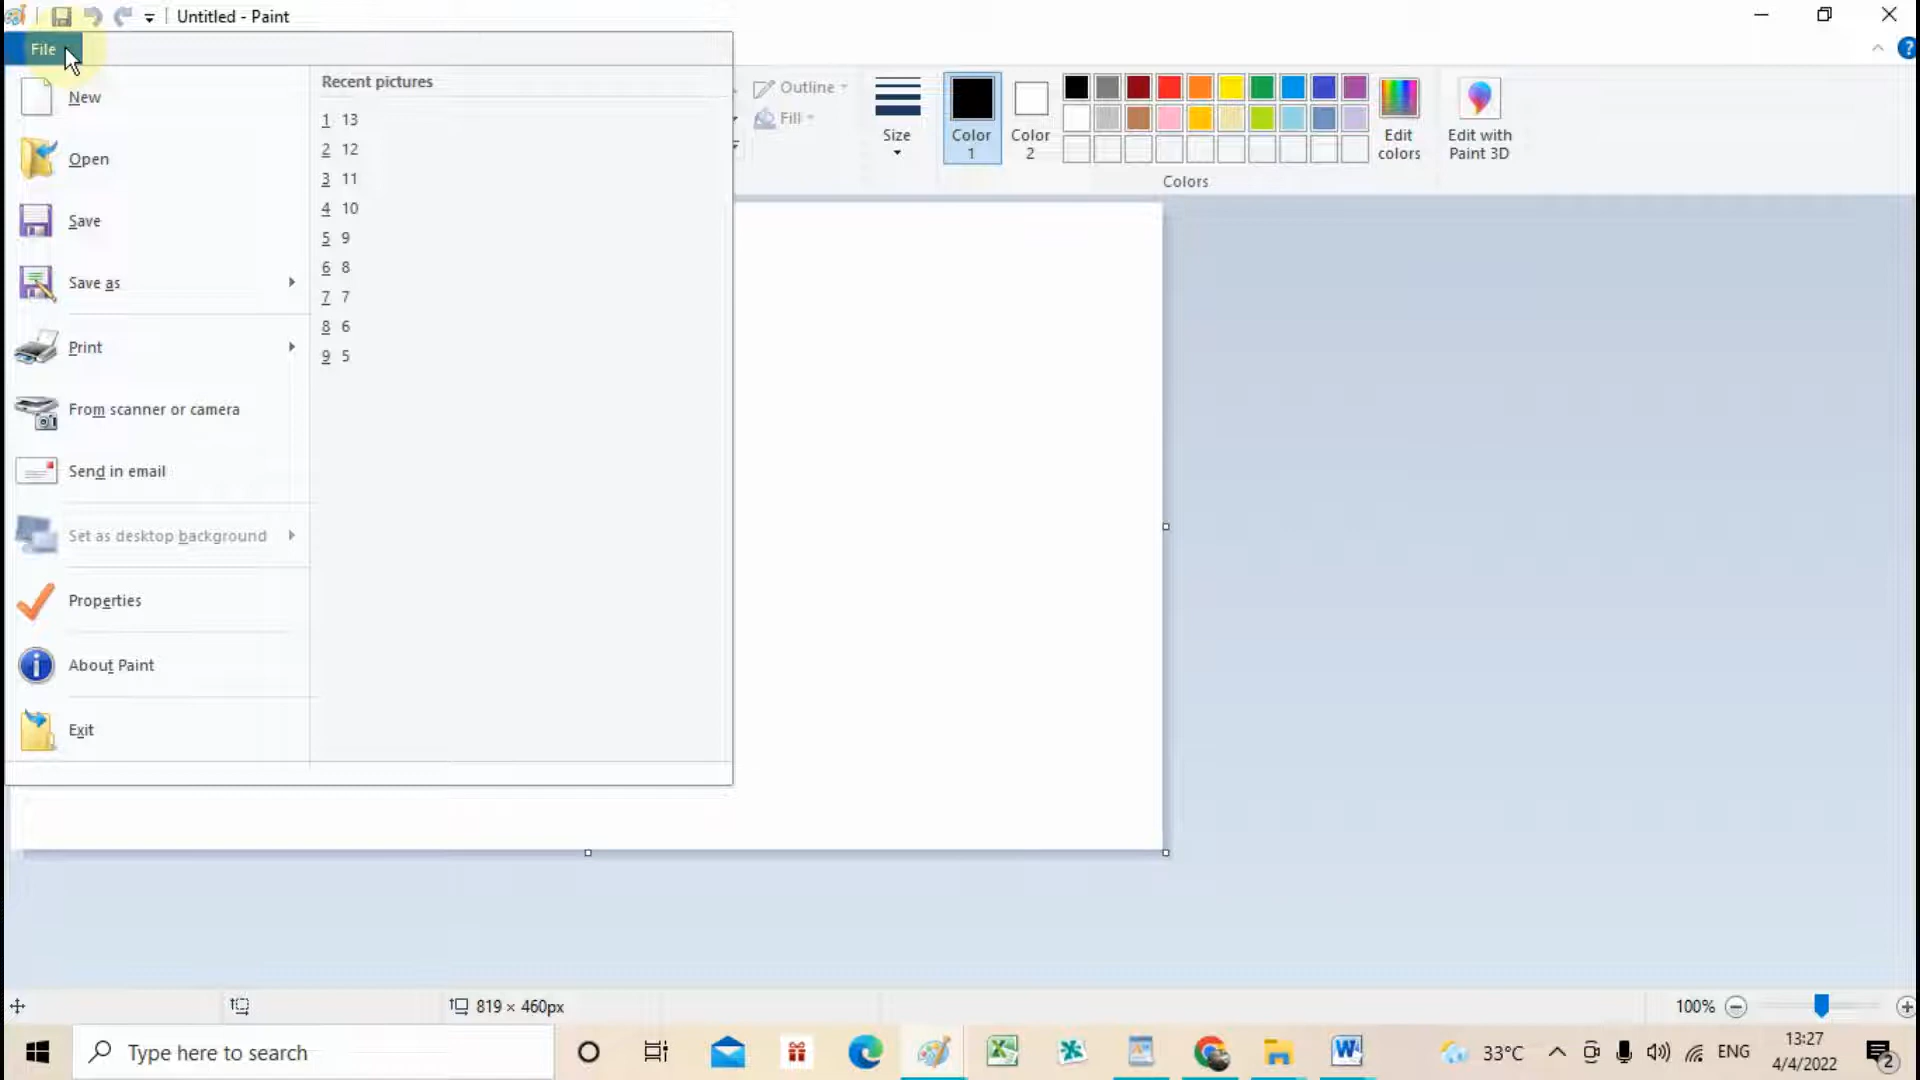 Untitled - Paint
File
New
Open
Save
Save as
Print
From scanner or camera
Send in email
Set as desktop background
Properties
About Paint
Exit
Recent pictures
1 13
2 12
3 11
4 10
5 9
6 8
7 7
8 6
9 5
Outline
Fill
Size
Color
1
Color
2
Edit
colors
Edit with
Paint 3D
Colors
819 × 460px
100%
Type here to search
33°C
ENG
13:27
4/4/2022
2